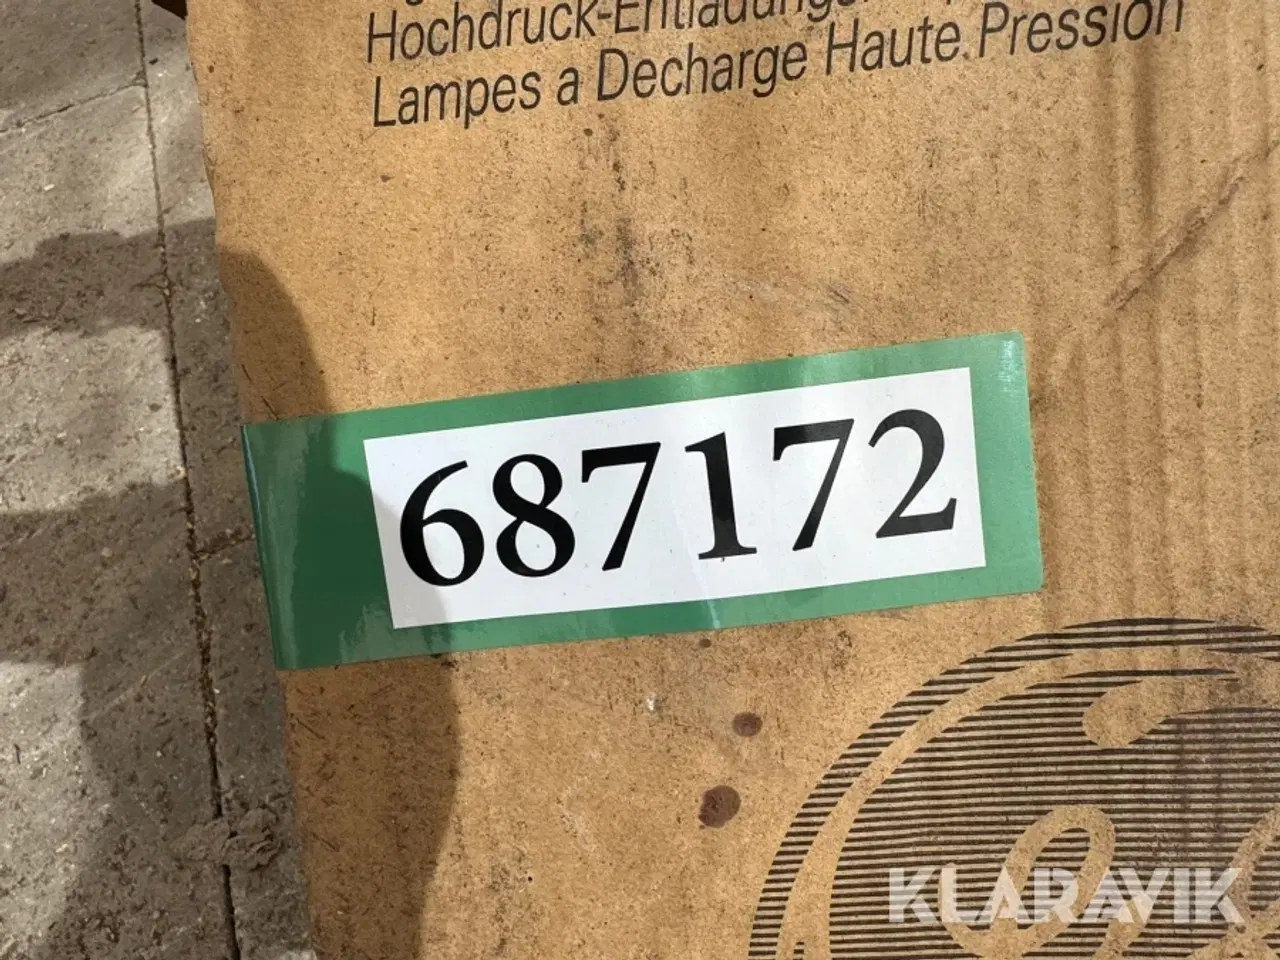 Hochdruck-Entladungs
Lampes a Decharge Haute Pression
687172
KLARAVIK